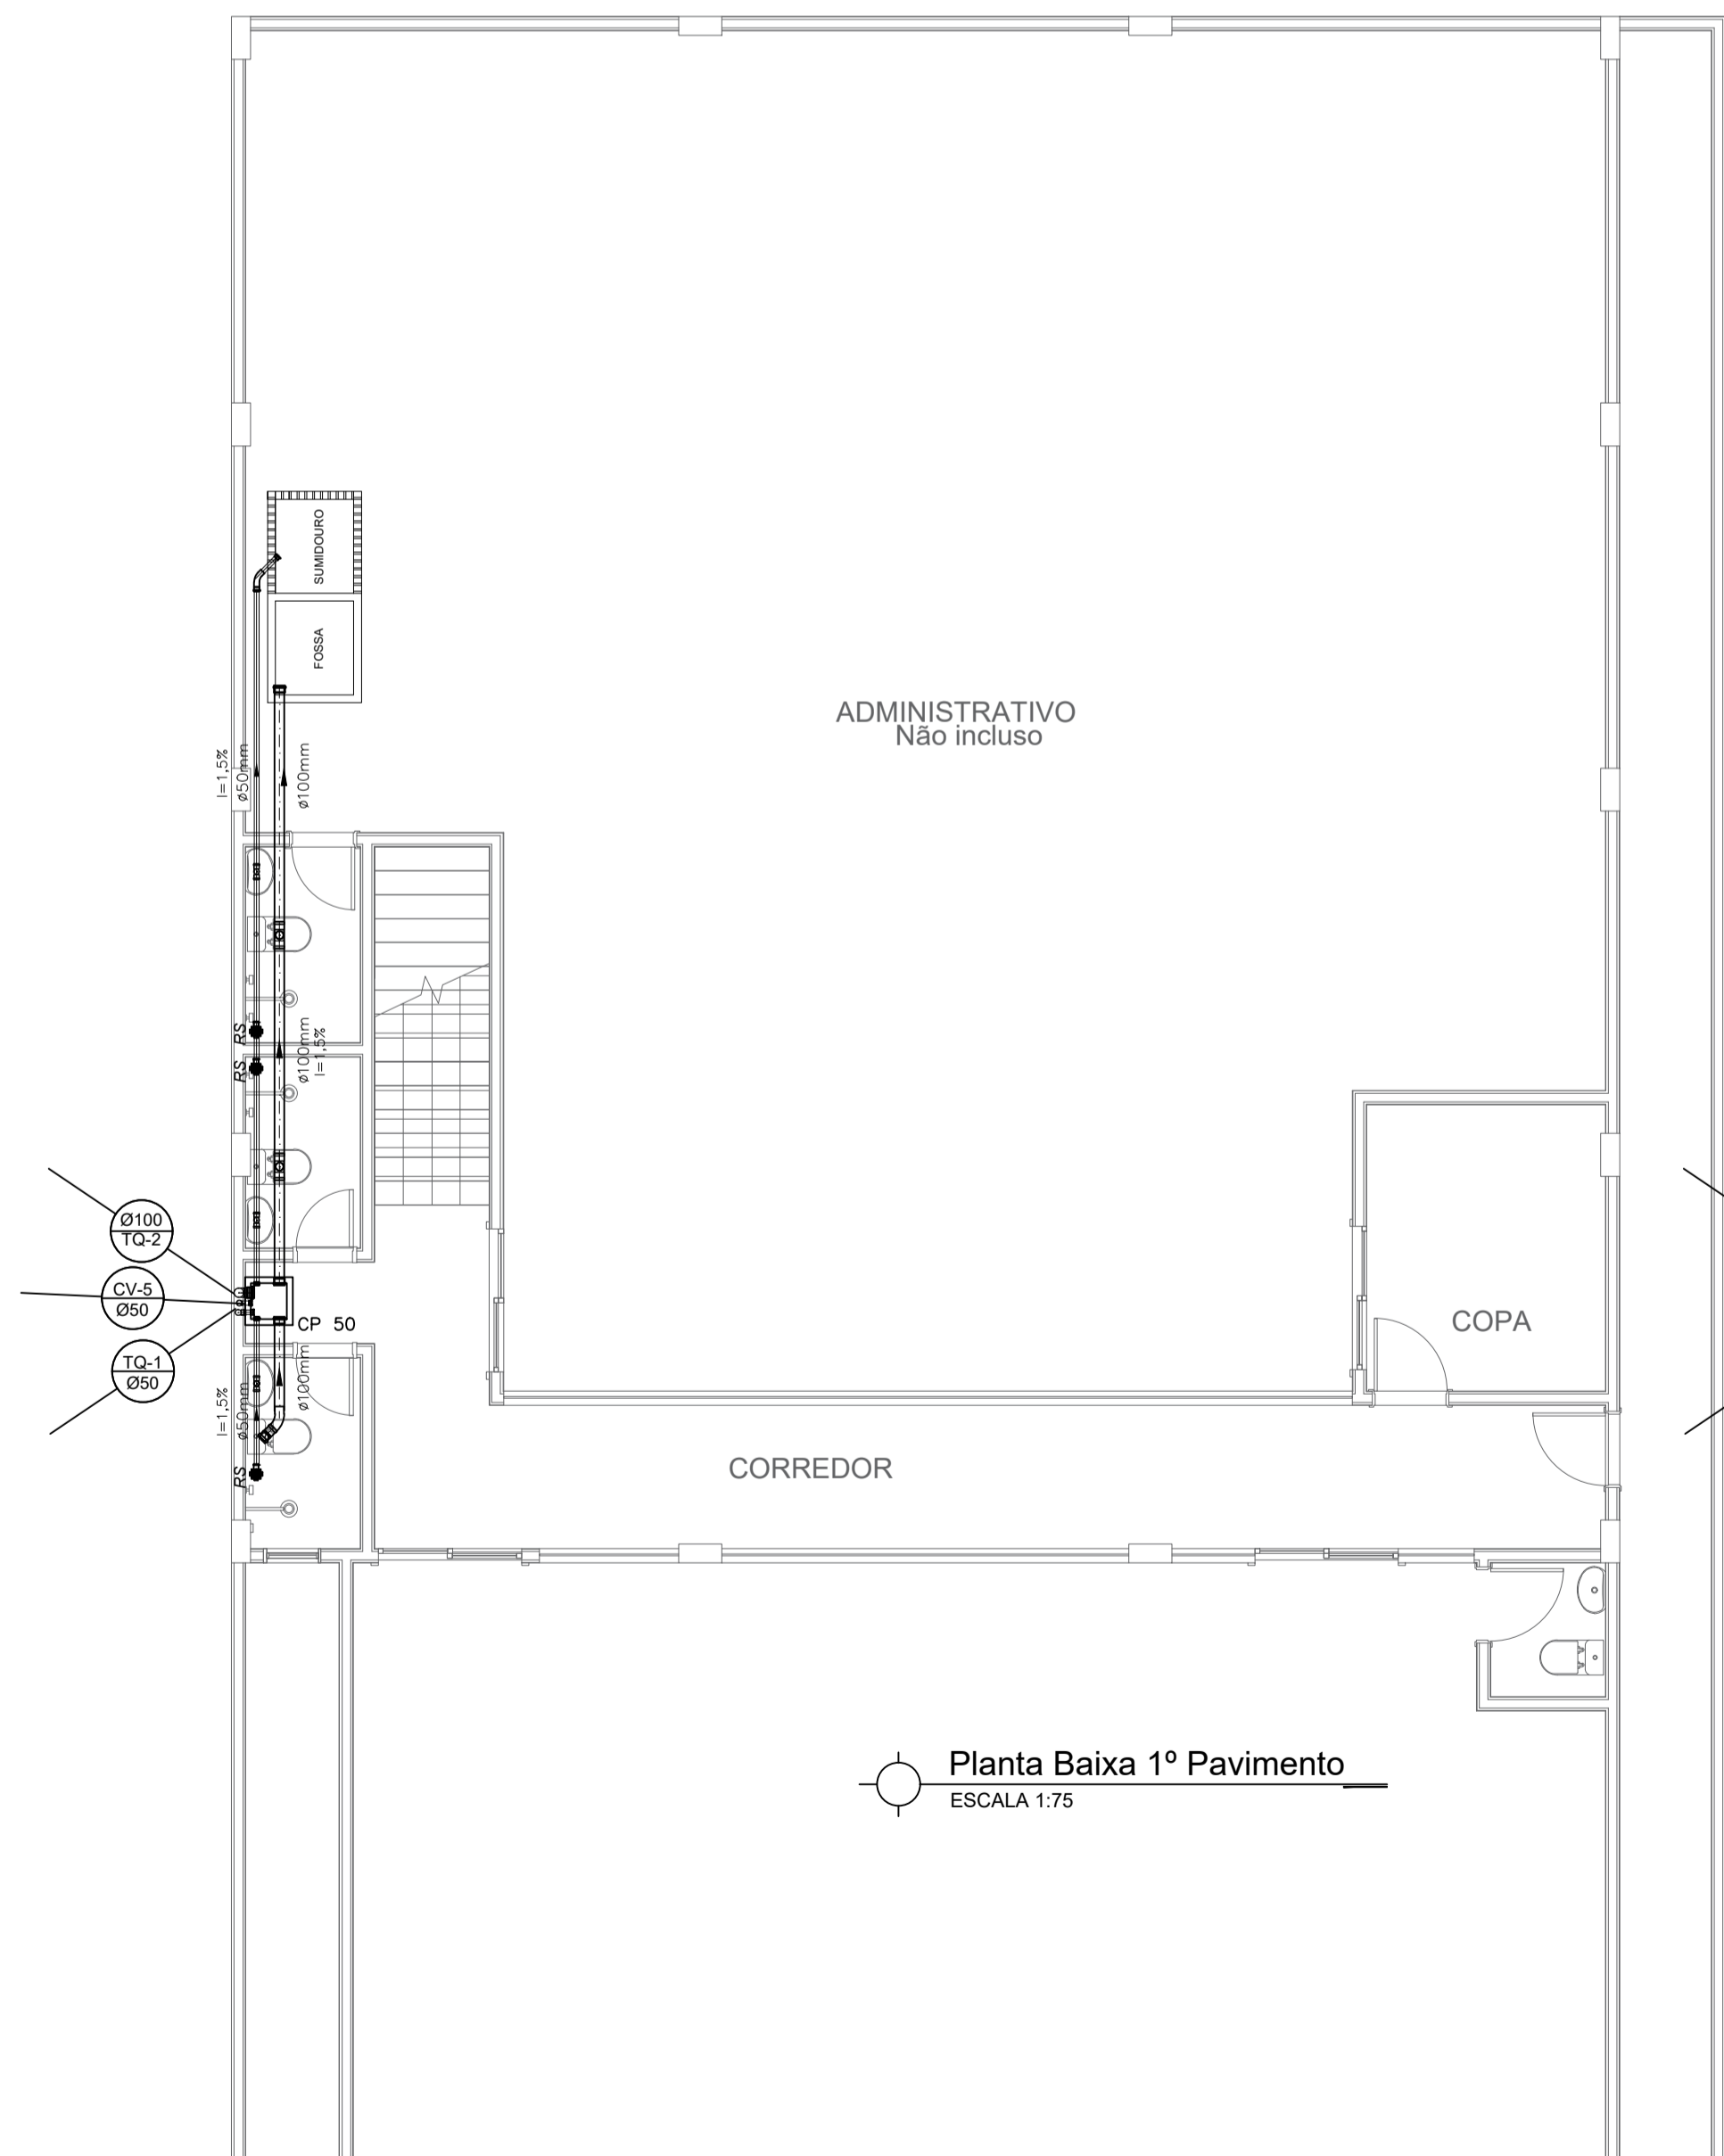 SUMIDOURO
FOSSA
ADMINISTRATIVO
Não incluso
I=1,5%
ø50mm
ø100mm
RS
RS
ø100mm
I=1,5%
Ø100
TQ-2
CV-5
Ø50
TQ-1
Ø50
CP 50
COPA
I=1,5%
ø50mm
ø100mm
RS
CORREDOR
Planta Baixa 1º Pavimento
ESCALA 1:75